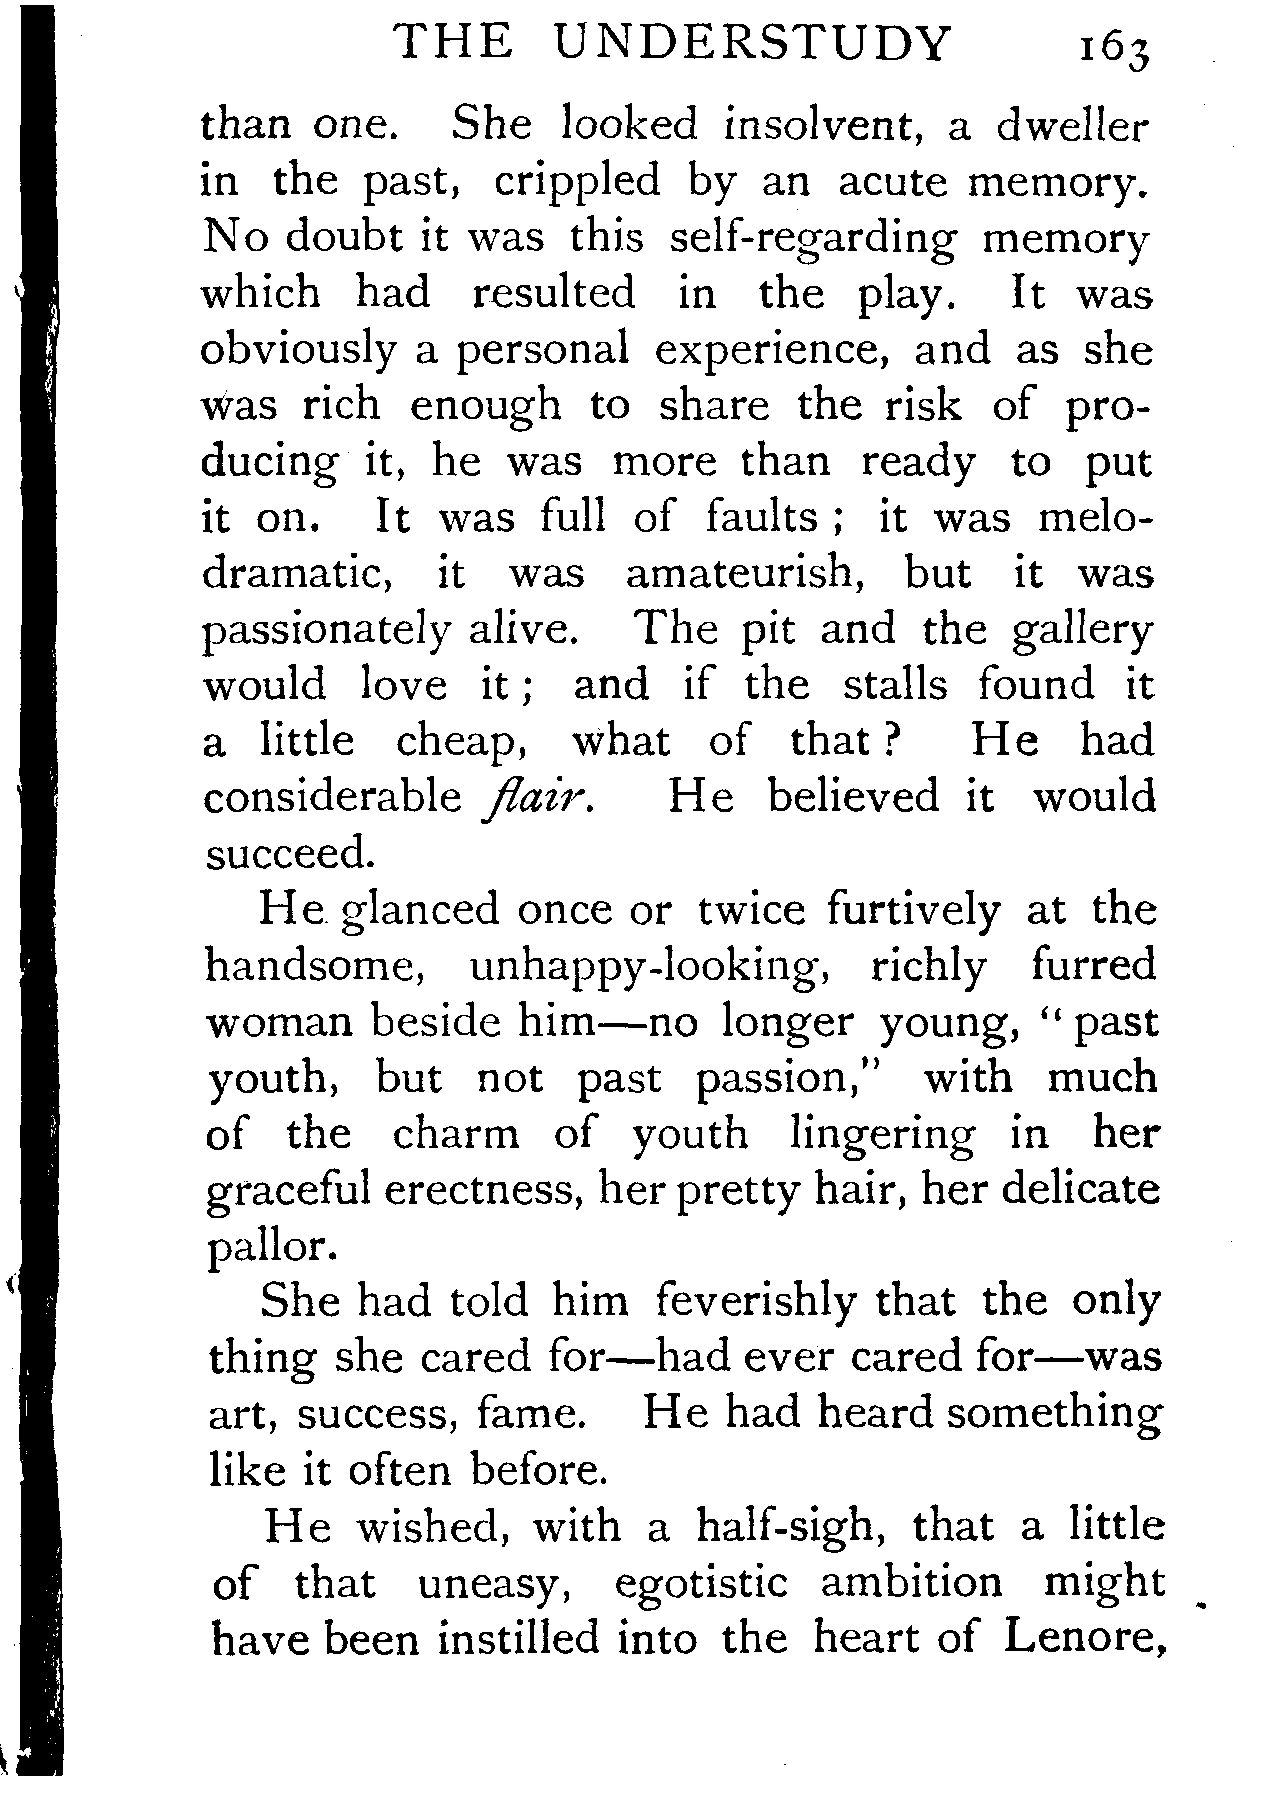 THE UNDERSTUDY 163
than one. She looked insolvent, a dweller
in the past, crippled by an acute memory.
No doubt it was this self-regarding memory
which had resulted in the play. It was
obviously a personal experience, and as she
was rich enough to share the risk of pro-
ducing it, he was more than ready to put
it on. It was full of faults ; it was melo-
dramatic, it was amateurish, but it was
passionately alive. The pit and the gallery
would love it ; and if the stalls found it
a little cheap, what of that ? He had
considerable flair. He believed it would
succeed.
He glanced once or twice furtively at the
handsome, unhappy-looking, richly furred
woman beside him—no longer young, “ past
youth, but not past passion,” with much
of the charm of youth lingering in her
graceful erectness, her pretty hair, her delicate
pallor.
She had told him feverishly that the only
thing she cared for—had ever cared for—was
art, success, fame. He had heard something
like it often before.
He wished, with a half-sigh, that a little
of that uneasy, egotistic ambition might
have been instilled into the heart of Lenore,